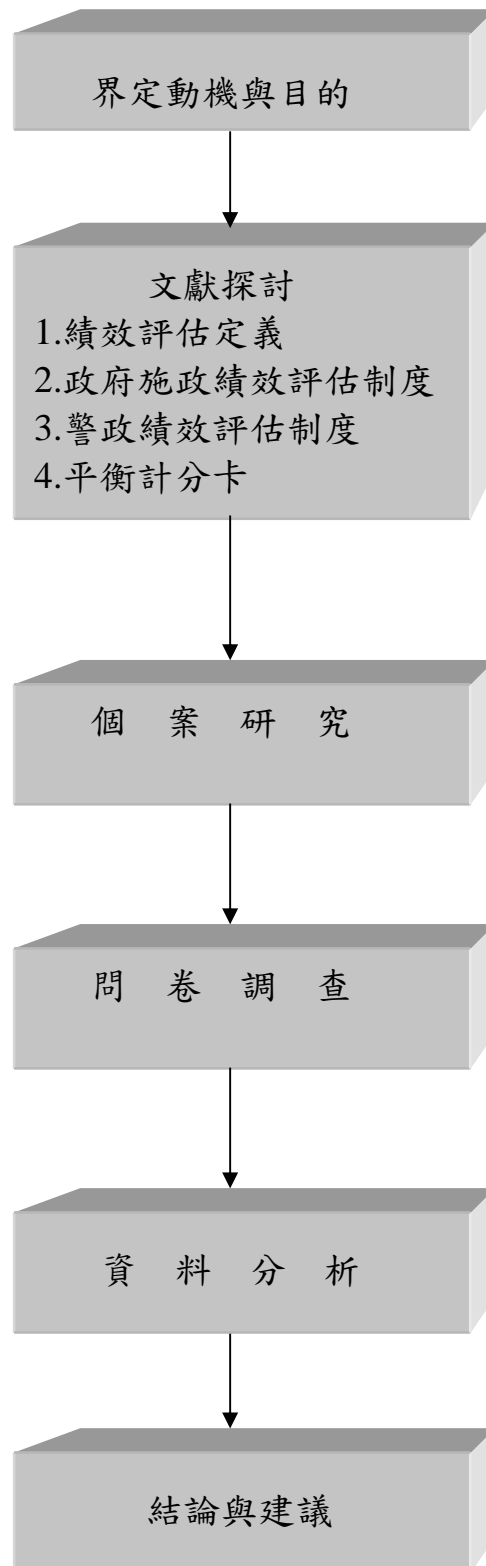 界定動機與目的
文獻探討
1.績效評估定義
2.政府施政績效評估制度
3.警政績效評估制度
4.平衡計分卡
個 案 研 究
問 卷 調 查
資 料 分 析
結論與建議